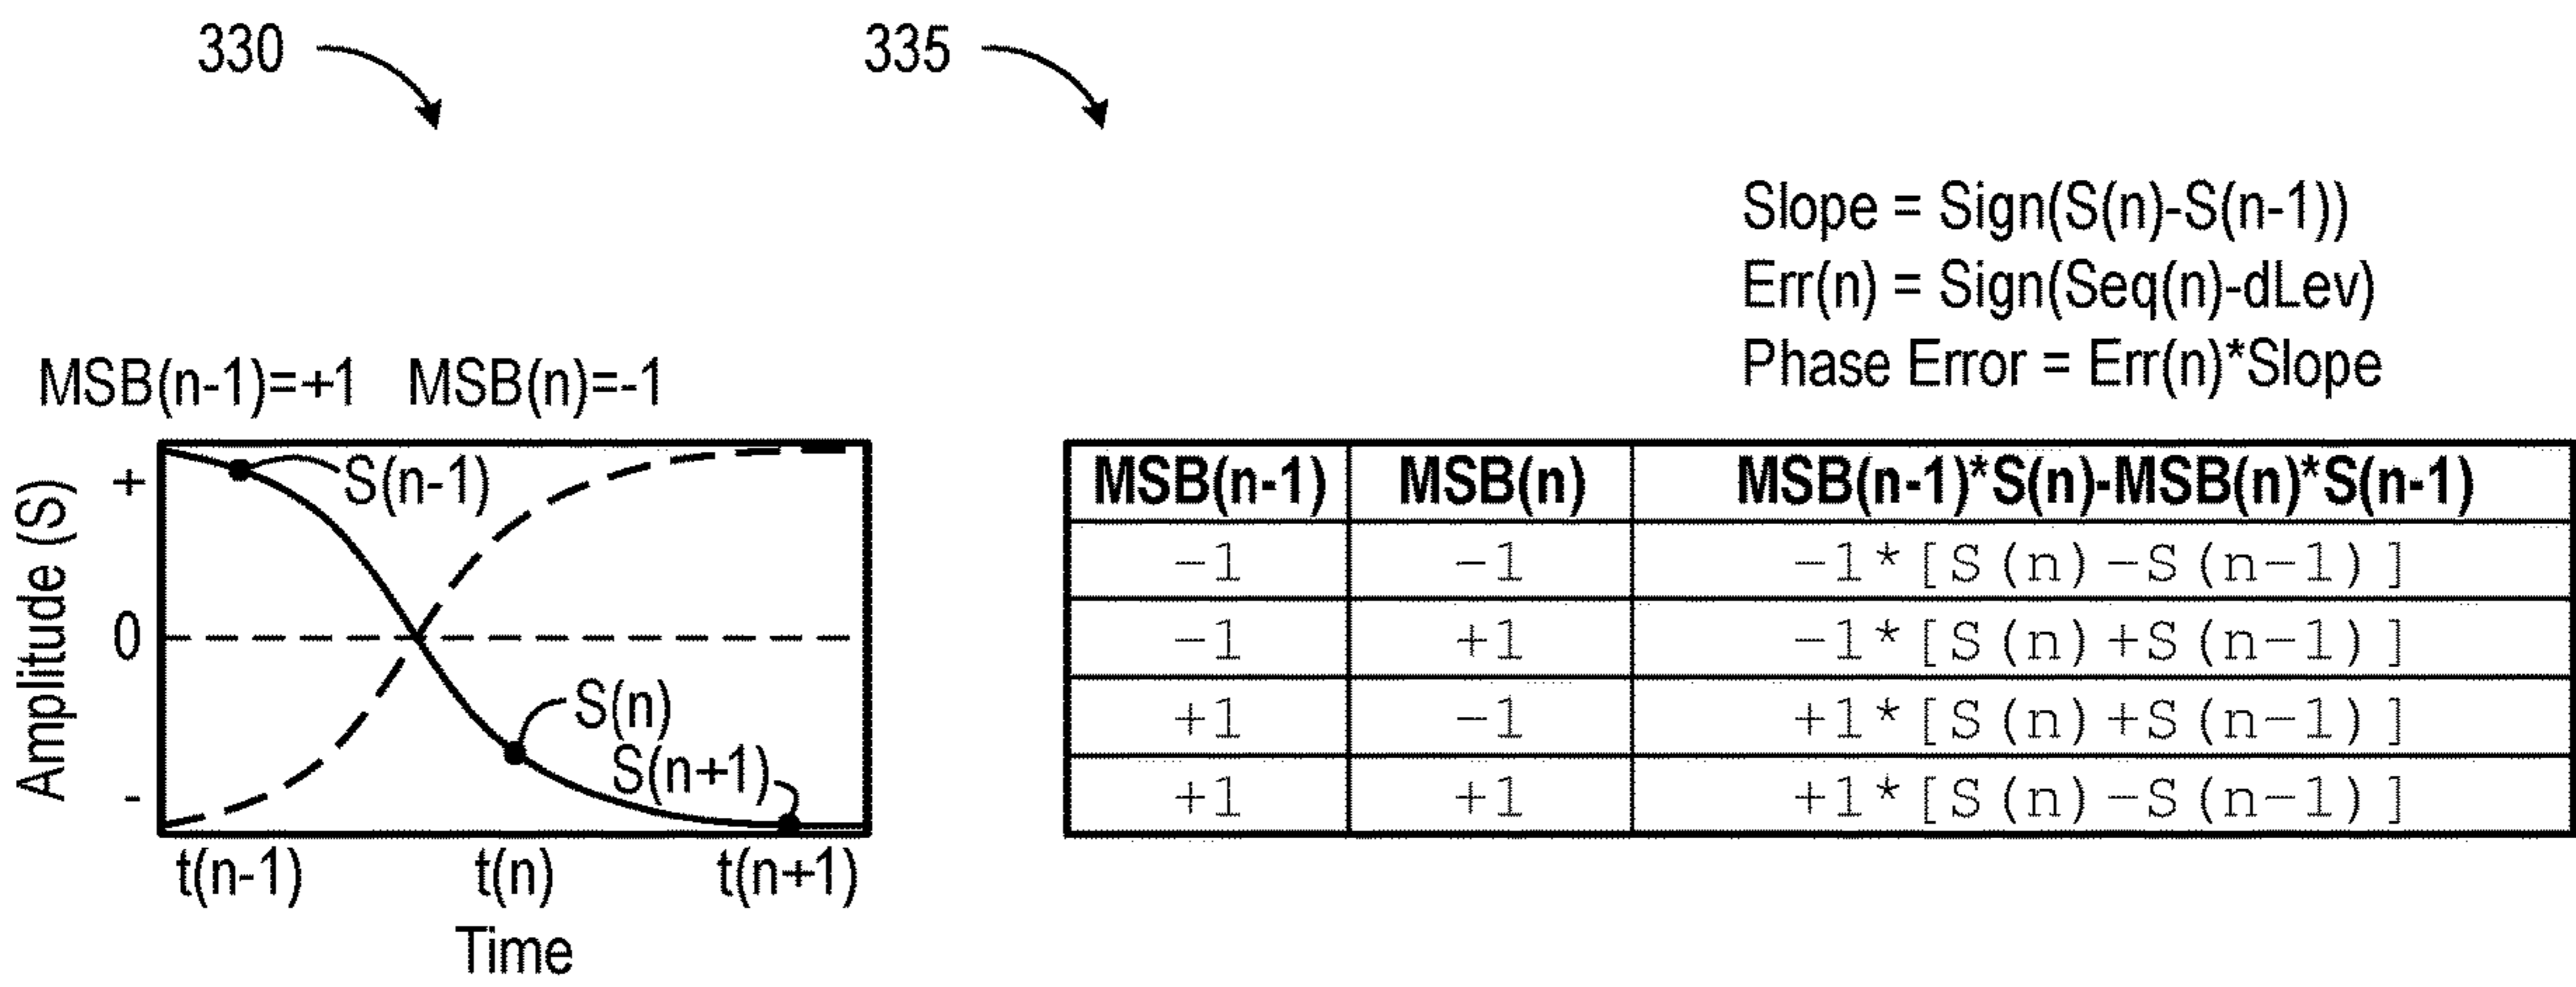 330
335
Slope = Sign(S(n)-S(n-1))
Err(n) = Sign(Seq(n)-dLev)
Phase Error = Err(n)*Slope
MSB(n-1)=+1 MSB(n)=-1
Amplitude (S)
+
0
-
S(n-1)
S(n)
S(n+1)
t(n-1) t(n) t(n+1)
Time
MSB(n-1) MSB(n) MSB(n-1)*S(n)-MSB(n)*S(n-1)
-1 -1 -1*[S(n)-S(n-1)]
-1 +1 -1*[S(n)+S(n-1)]
+1 -1 +1*[S(n)+S(n-1)]
+1 +1 +1*[S(n)-S(n-1)]